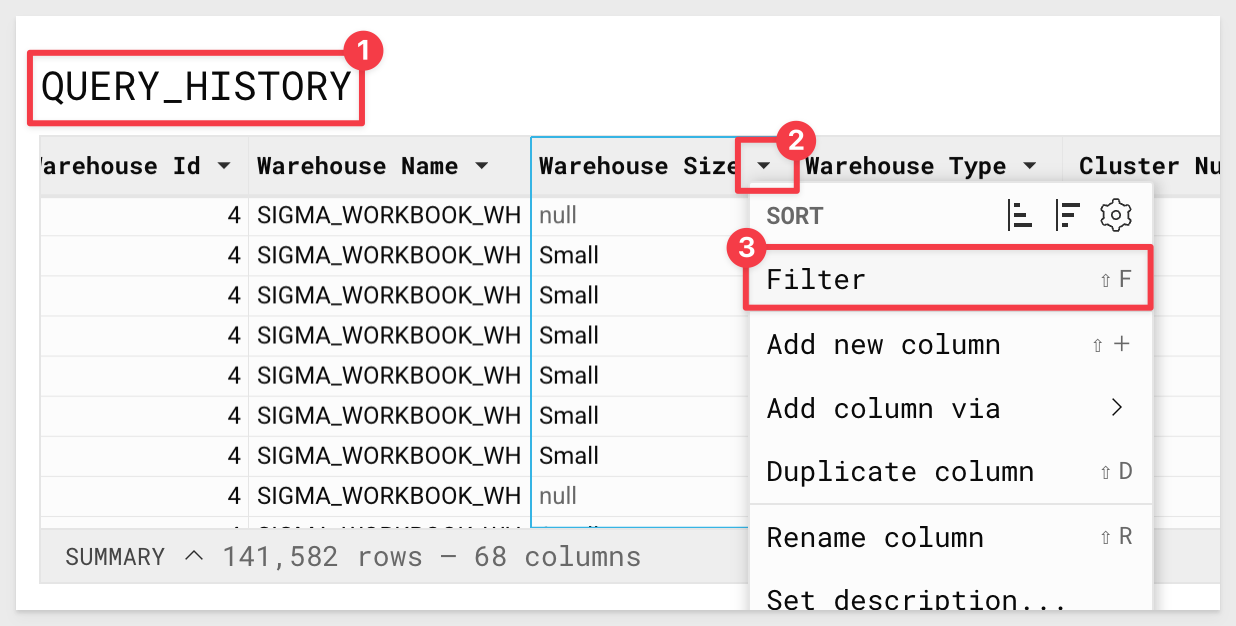 1
QUERY_HISTORY
2
Warehouse Id Warehouse Name Warehouse Size Warehouse Type Cluster Nu
4 SIGMA_WORKBOOK_WH null
SORT
3
4 SIGMA_WORKBOOK_WH Small
Filter ⇧ F
4 SIGMA_WORKBOOK_WH Small
4 SIGMA_WORKBOOK_WH Small
Add new column ⇧ +
4 SIGMA_WORKBOOK_WH Small
4 SIGMA_WORKBOOK_WH Small
Add column via
4 SIGMA_WORKBOOK_WH Small
Duplicate column ⇧ D
4 SIGMA_WORKBOOK_WH null
Rename column ⇧ R
SUMMARY 141,582 rows – 68 columns
Set description...